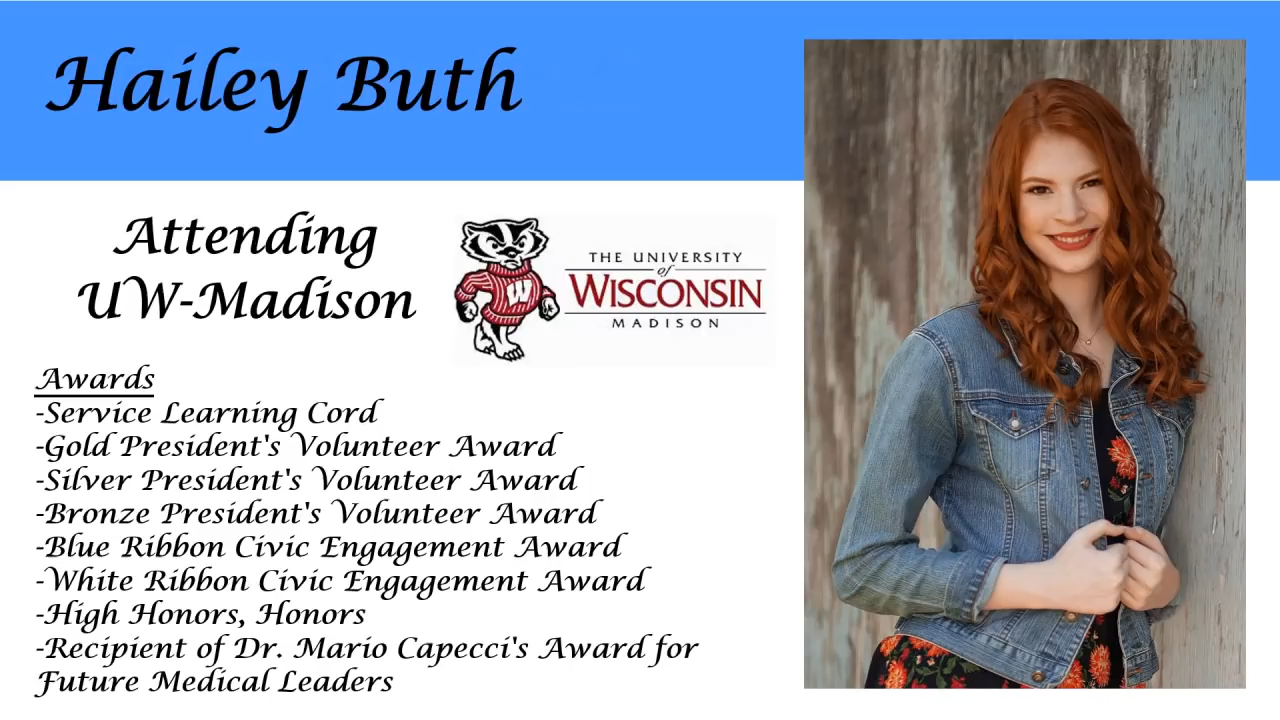 Hailey Buth
Attending
UW-Madison
W
THE UNIVERSITY
of
WISCONSIN
MADISON
Awards
-Service Learning Cord
-Gold President's Volunteer Award
-Silver President's Volunteer Award
-Bronze President's Volunteer Award
-Blue Ribbon Civic Engagement Award
-White Ribbon Civic Engagement Award
-High Honors, Honors
-Recipient of Dr. Mario Capecci's Award for
Future Medical Leaders